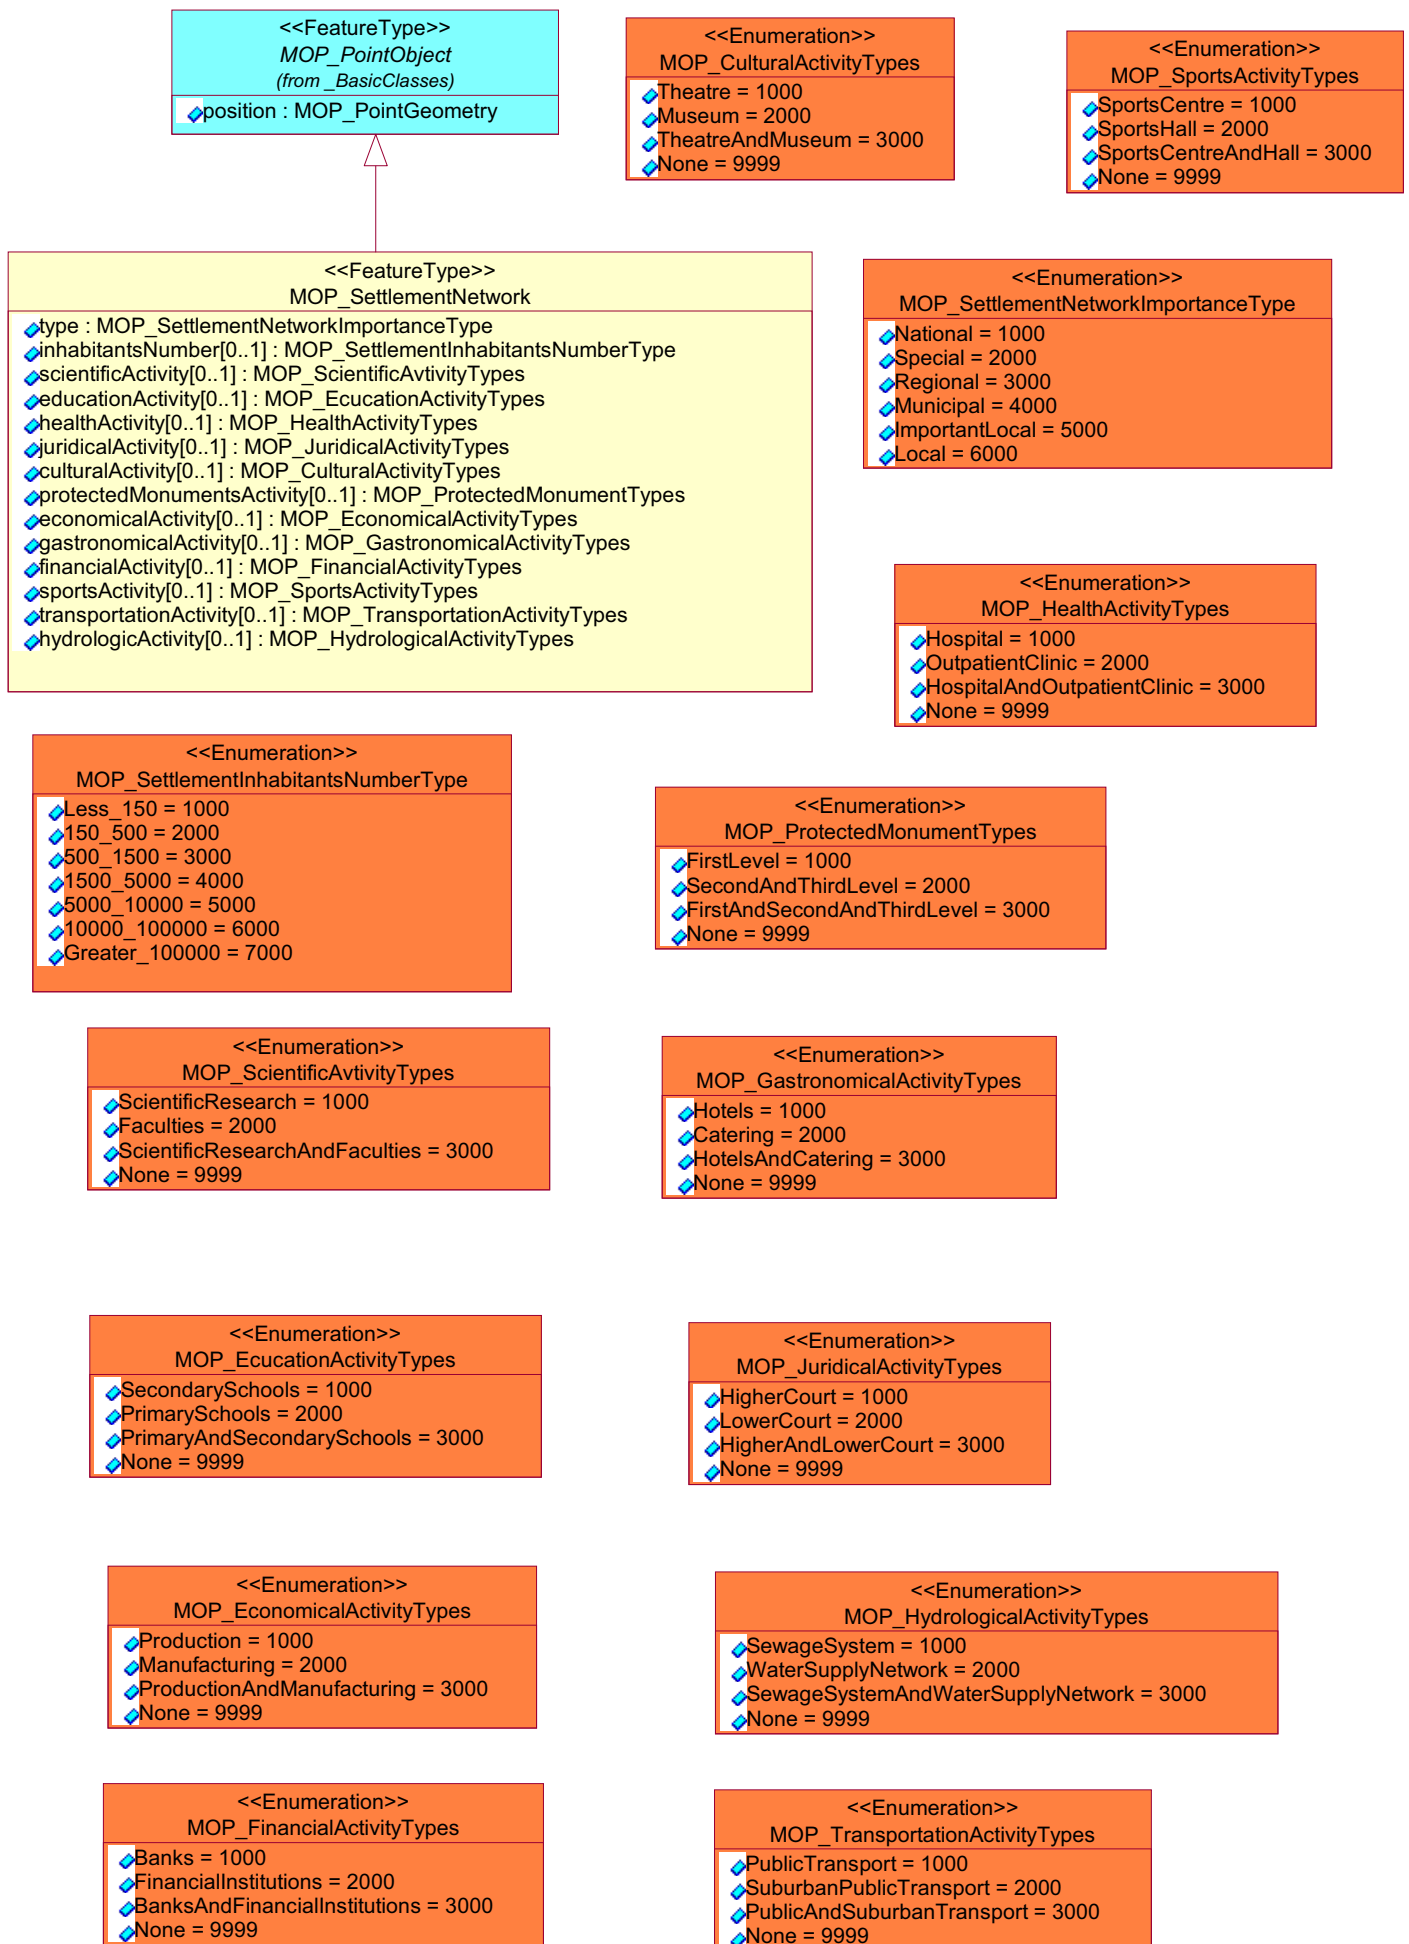 <<FeatureType>>
MOP_PointObject
(from _BasicClasses)
position : MOP_PointGeometry
<<Enumeration>>
MOP_CulturalActivityTypes
Theatre = 1000
Museum = 2000
TheatreAndMuseum = 3000
None = 9999
<<Enumeration>>
MOP_SportsActivityTypes
SportsCentre = 1000
SportsHall = 2000
SportsCentreAndHall = 3000
None = 9999
<<FeatureType>>
MOP_SettlementNetwork
type : MOP_SettlementNetworkImportanceType
inhabitantsNumber[0..1] : MOP_SettlementInhabitantsNumberType
scientificActivity[0..1] : MOP_ScientificAvtivityTypes
educationActivity[0..1] : MOP_EcucationActivityTypes
healthActivity[0..1] : MOP_HealthActivityTypes
juridicalActivity[0..1] : MOP_JuridicalActivityTypes
culturalActivity[0..1] : MOP_CulturalActivityTypes
protectedMonumentsActivity[0..1] : MOP_ProtectedMonumentTypes
economicalActivity[0..1] : MOP_EconomicalActivityTypes
gastronomicalActivity[0..1] : MOP_GastronomicalActivityTypes
financialActivity[0..1] : MOP_FinancialActivityTypes
sportsActivity[0..1] : MOP_SportsActivityTypes
transportationActivity[0..1] : MOP_TransportationActivityTypes
hydrologicActivity[0..1] : MOP_HydrologicalActivityTypes
<<Enumeration>>
MOP_SettlementNetworkImportanceType
National = 1000
Special = 2000
Regional = 3000
Municipal = 4000
ImportantLocal = 5000
Local = 6000
<<Enumeration>>
MOP_HealthActivityTypes
Hospital = 1000
OutpatientClinic = 2000
HospitalAndOutpatientClinic = 3000
None = 9999
<<Enumeration>>
MOP_SettlementInhabitantsNumberType
Less_150 = 1000
150_500 = 2000
500_1500 = 3000
1500_5000 = 4000
5000_10000 = 5000
10000_100000 = 6000
Greater_100000 = 7000
<<Enumeration>>
MOP_ProtectedMonumentTypes
FirstLevel = 1000
SecondAndThirdLevel = 2000
FirstAndSecondAndThirdLevel = 3000
None = 9999
<<Enumeration>>
MOP_ScientificAvtivityTypes
ScientificResearch = 1000
Faculties = 2000
ScientificResearchAndFaculties = 3000
None = 9999
<<Enumeration>>
MOP_GastronomicalActivityTypes
Hotels = 1000
Catering = 2000
HotelsAndCatering = 3000
None = 9999
<<Enumeration>>
MOP_EcucationActivityTypes
SecondarySchools = 1000
PrimarySchools = 2000
PrimaryAndSecondarySchools = 3000
None = 9999
<<Enumeration>>
MOP_JuridicalActivityTypes
HigherCourt = 1000
LowerCourt = 2000
HigherAndLowerCourt = 3000
None = 9999
<<Enumeration>>
MOP_EconomicalActivityTypes
Production = 1000
Manufacturing = 2000
ProductionAndManufacturing = 3000
None = 9999
<<Enumeration>>
MOP_HydrologicalActivityTypes
SewageSystem = 1000
WaterSupplyNetwork = 2000
SewageSystemAndWaterSupplyNetwork = 3000
None = 9999
<<Enumeration>>
MOP_FinancialActivityTypes
Banks = 1000
FinancialInstitutions = 2000
BanksAndFinancialInstitutions = 3000
None = 9999
<<Enumeration>>
MOP_TransportationActivityTypes
PublicTransport = 1000
SuburbanPublicTransport = 2000
PublicAndSuburbanTransport = 3000
None = 9999